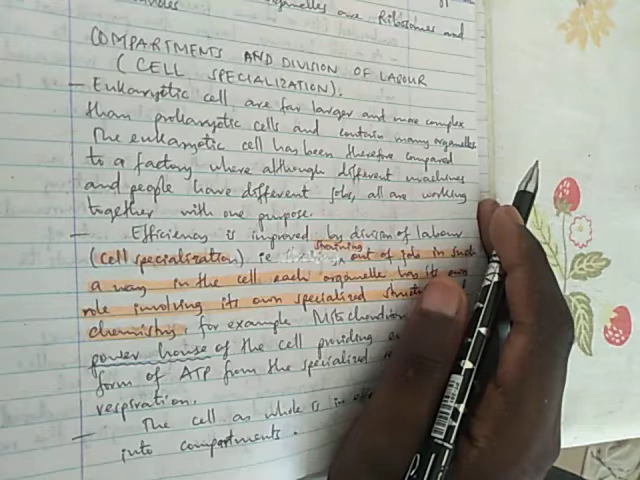 organelles are Ribosomes and
COMPARTMENTS AND DIVISION OF LABOUR
(CELL SPECIALIZATION).
- Eukaryotic cell are far larger and more complex
than prokaryotic cells and contain many organelles
The eukaryotic cell has been therefore compared
to a factory where although different machines
and people have different jobs, all are working
together with one purpose.
- Efficiency is improved by division of labour
(cell specialization) ie sharing out of jobs in such
a way in the cell each organelle has its own
role involving its own specialized
chemistry, for example Mitochondrion
power house of the cell providing
form of ATP from the specialized
respiration.
- The cell as whole is in
into compartments.